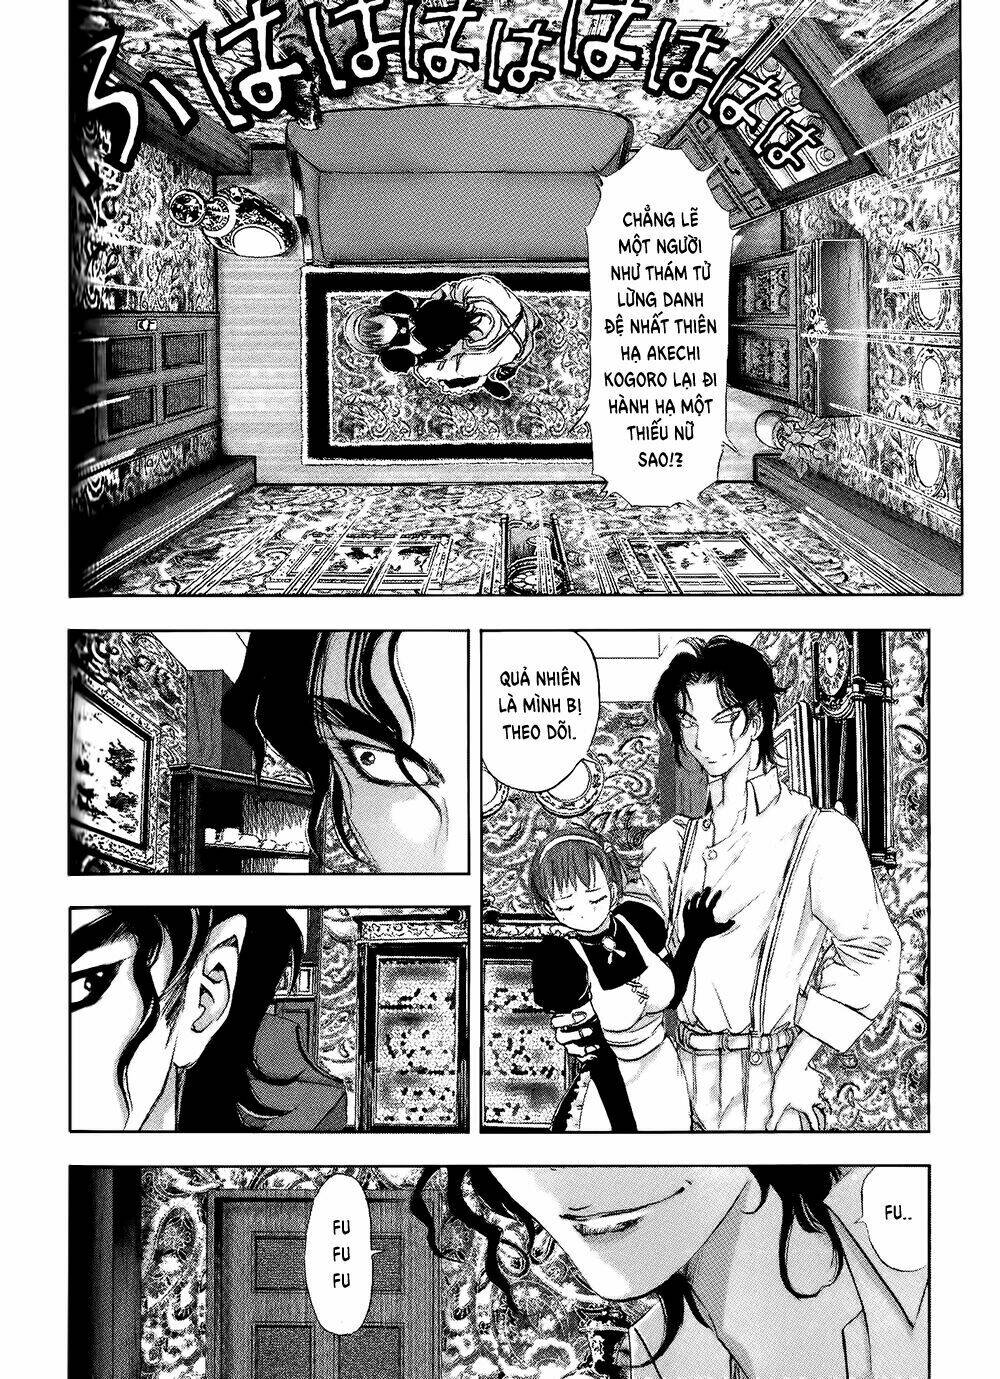 ふはははははははは
CHẲNG LẼ
MỘT NGƯỜI
NHƯ THÁM TỬ
LỪNG DANH
ĐỆ NHẤT THIÊN
HẠ AKECHI
KOGORO LẠI ĐI
HÀNH HẠ MỘT
THIẾU NỮ
SAO!?
QUẢ NHIÊN
LÀ MÌNH BỊ
THEO DÕI.
FU..
FU
FU
FU